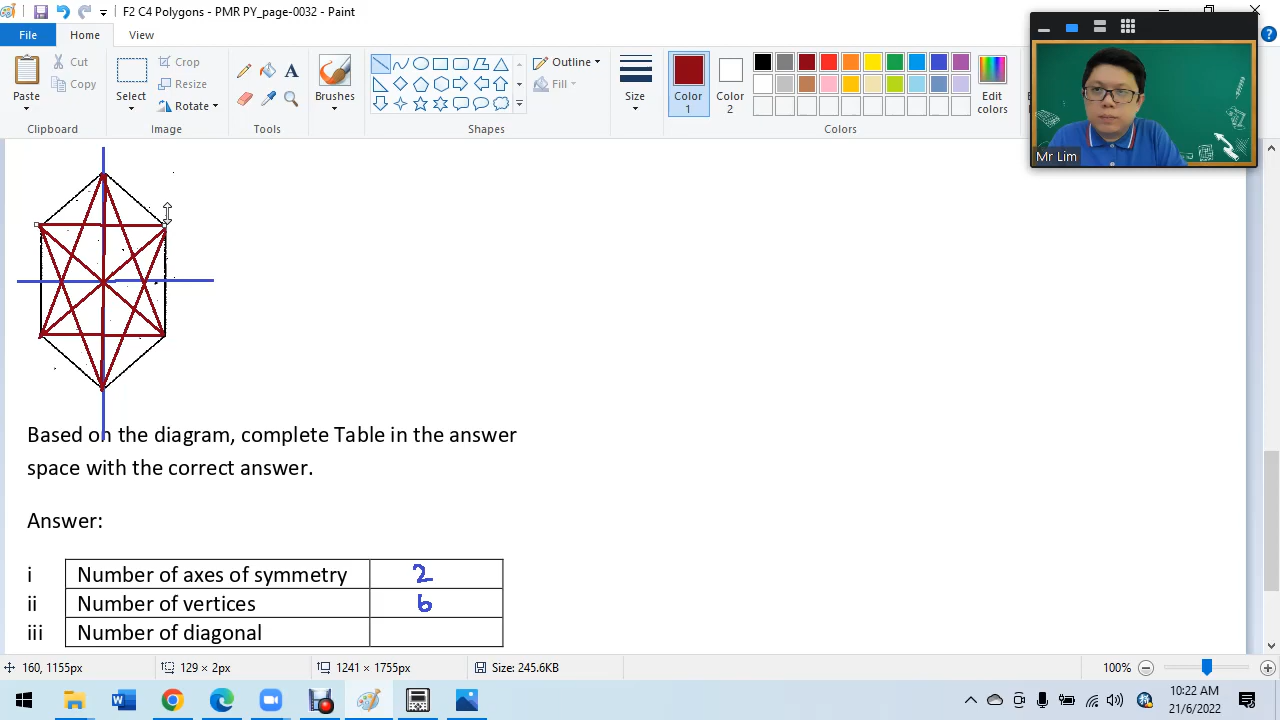 F2 C4 Polygons - PMR PY_page-0032 - Paint
File Home View
Paste Cut Copy Select Crop Resize Rotate Brushes Outline Fill Size Color 1 Color 2 Edit colors
Clipboard Image Tools Shapes Colors
Mr Lim
Based on the diagram, complete Table in the answer
space with the correct answer.
Answer:
i Number of axes of symmetry 2
ii Number of vertices 6
iii Number of diagonal
160, 1155px 129 × 2px 1241 × 1755px Size: 245.6KB 100%
10:22 AM
21/6/2022